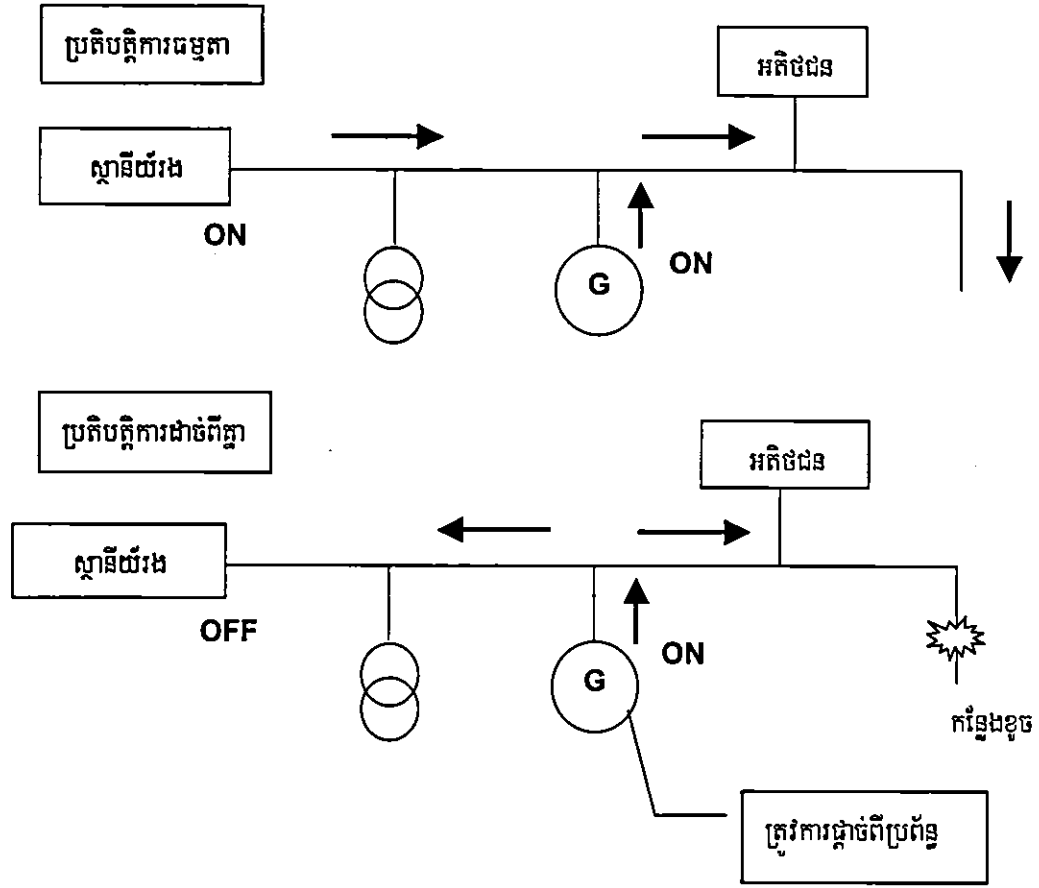 ប្រតិបត្តិការធម្មតា
អតិថជន
ស្ថានីយ័រង
ON
G
ON
ប្រតិបត្តិការដាច់ពីគ្នា
អតិថជន
ស្ថានីយ័រង
OFF
G
ON
កន្លែងខូច
ត្រូវការផ្តាច់ពីប្រព័ន្ធ